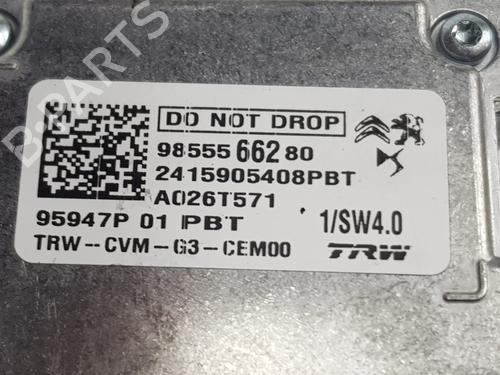 DO NOT DROP
98555 662 80
2415905408PBT
A026T571
95947P 01 PBT
1/SW4.0
TRW--CVM-G3-CEM00
TRW
B-PARTS